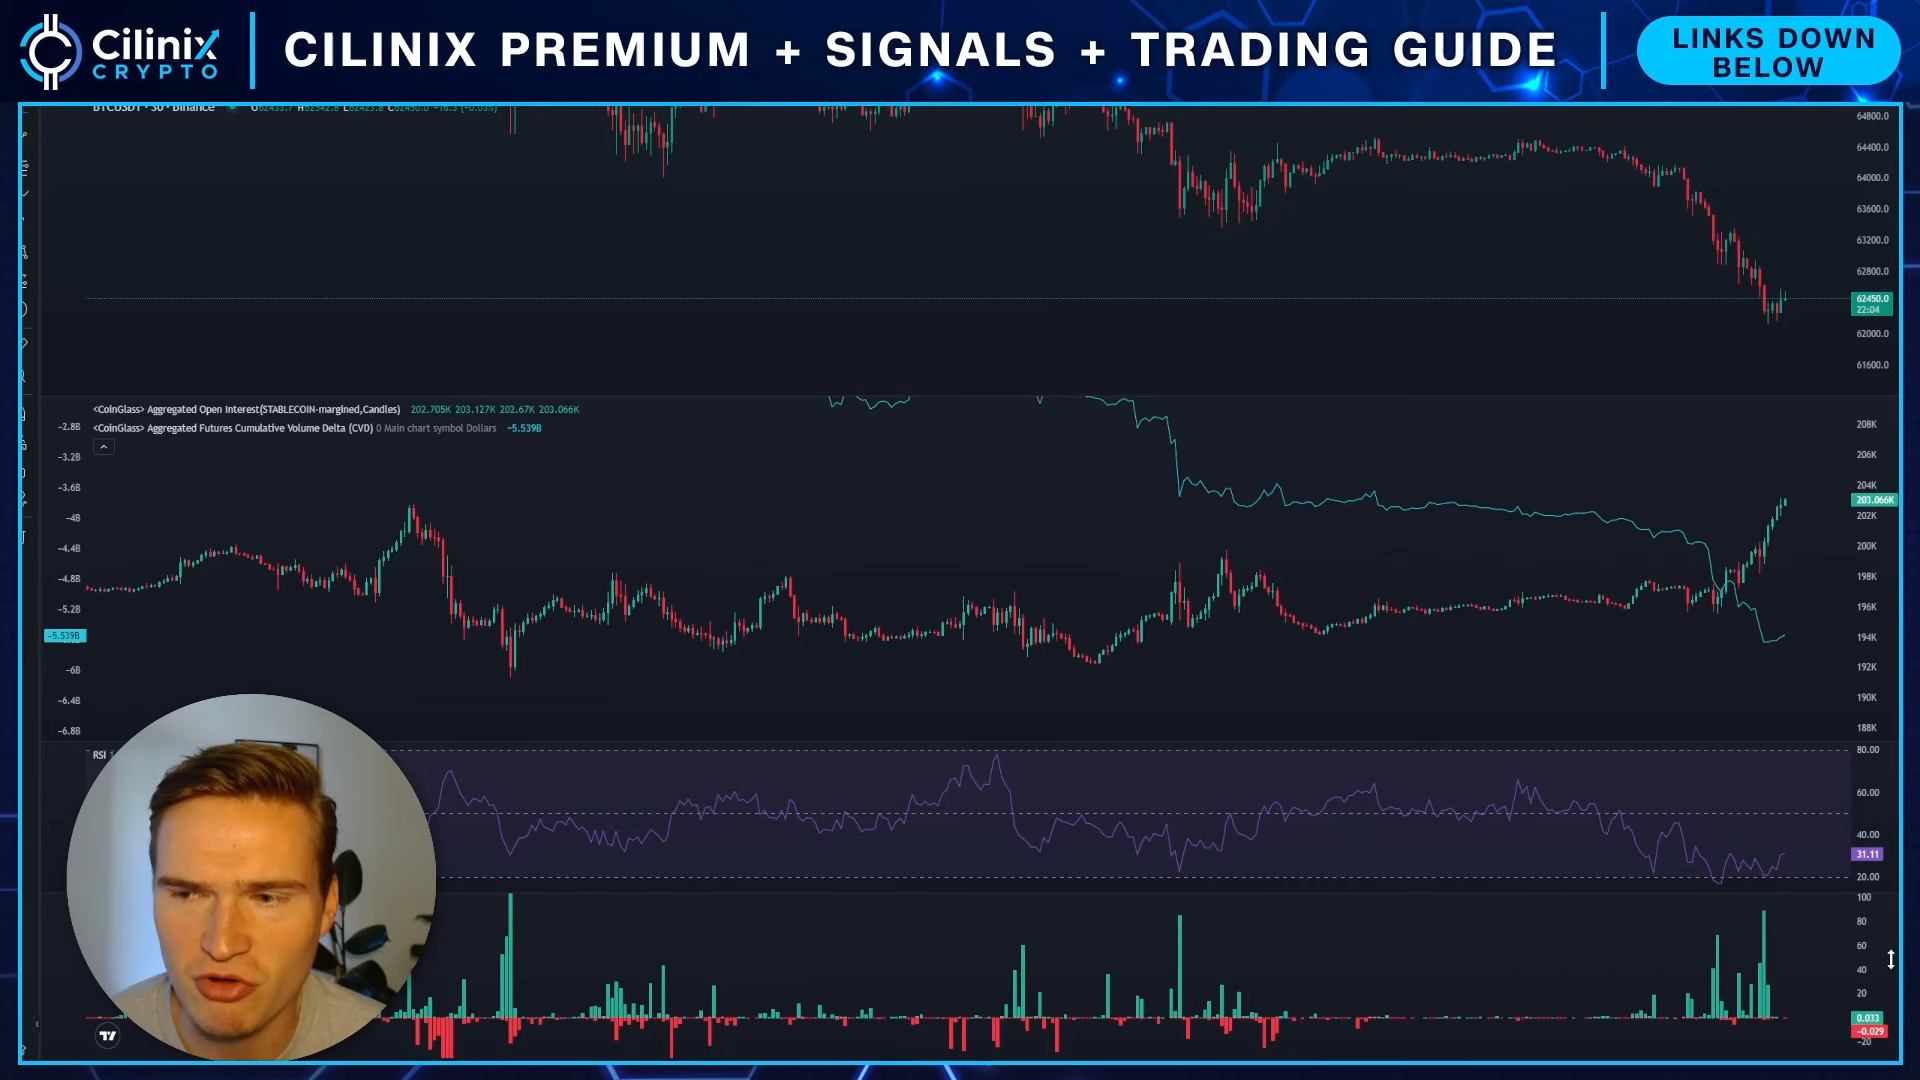 Cilinix
CRYPTO
CILINIX PREMIUM + SIGNALS + TRADING GUIDE
LINKS DOWN
BELOW
BTCUSDT · 30 · Binance
64800.0
64400.0
64000.0
63600.0
63200.0
62800.0
62450.0
22:04
62000.0
61600.0
<CoinGlass> Aggregated Open Interest(STABLECOIN-margined,Candles) 202.705K 203.127K 202.67K 203.066K
<CoinGlass> Aggregated Futures Cumulative Volume Delta (CVD) 0 Main chart symbol Dollars −5.539B
−2.8B
−3.2B
−3.6B
−4B
−4.4B
−4.8B
−5.2B
−5.539B
−6B
−6.4B
−6.8B
208K
206K
204K
203.066K
202K
200K
198K
196K
194K
192K
190K
188K
RSI
80.00
60.00
40.00
31.11
20.00
100
80
60
40
20
0.033
−0.029
−20